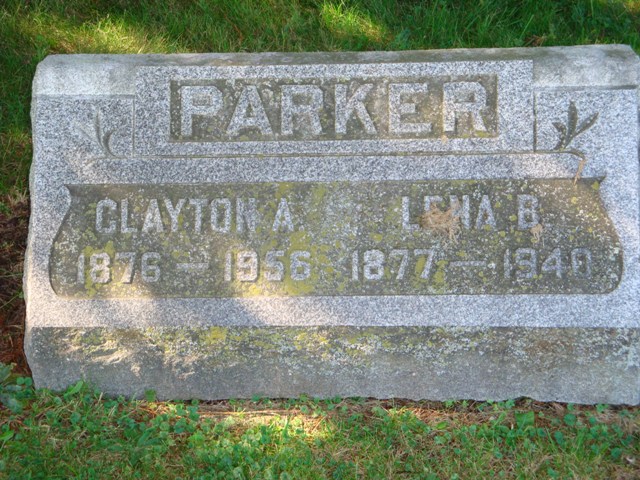 PARKER
CLAYTON A. LENA B.
1876 — 1956 1877 — 1940